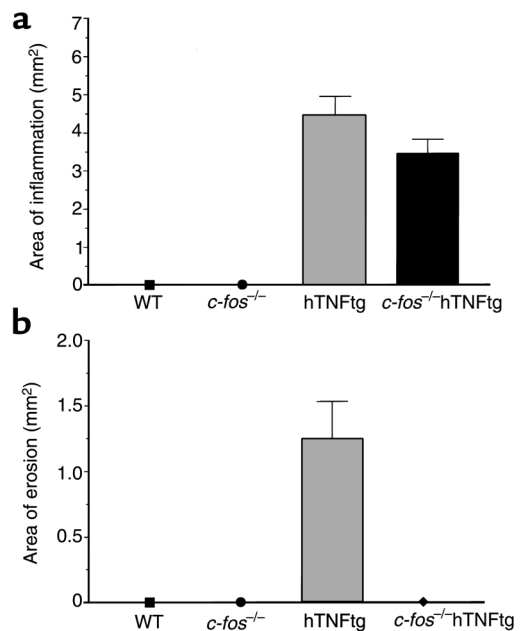 a
Area of inflammation (mm²)
7
6
5
4
3
2
1
0
WT
c-fos⁻/⁻
hTNFtg
c-fos⁻/⁻hTNFtg
b
Area of erosion (mm²)
2.0
1.5
1.0
0.5
0
WT
c-fos⁻/⁻
hTNFtg
c-fos⁻/⁻hTNFtg